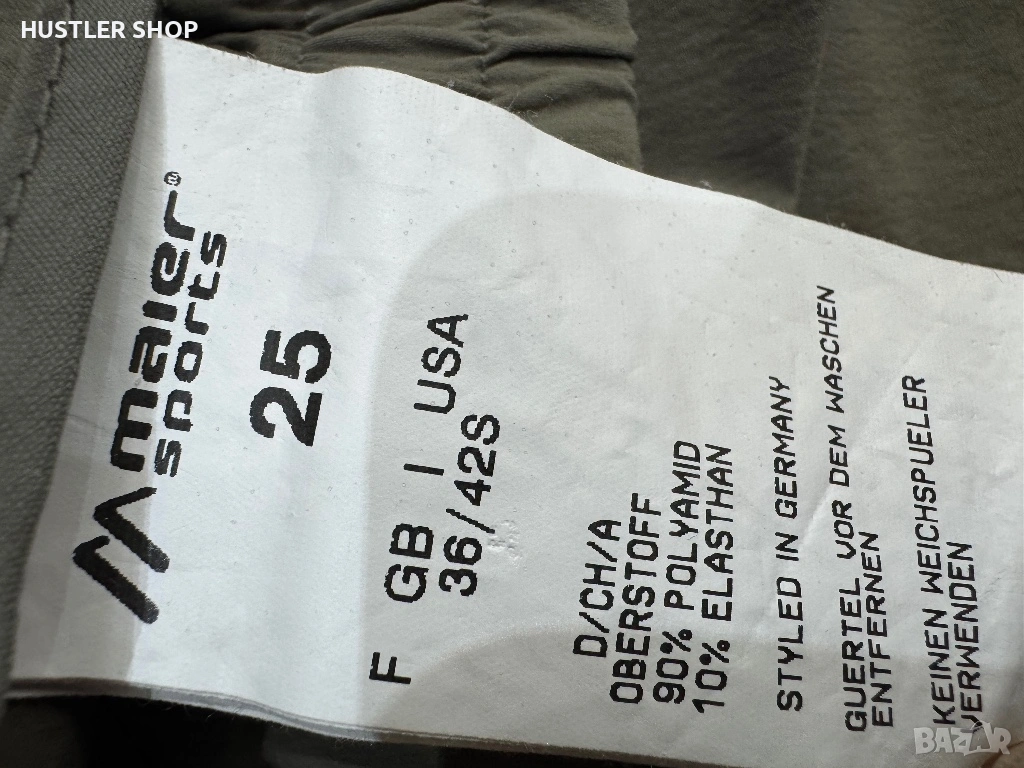 HUSTLER SHOP
maier®
sports
25
F GB I USA
36/42S
D/CH/A
OBERSTOFF
90% POLYAMID
10% ELASTHAN
STYLED IN GERMANY
GUERTEL VOR DEM WASCHEN
ENTFERNEN
KEINEN WEICHSPUELER
VERWENDEN
BAZAR